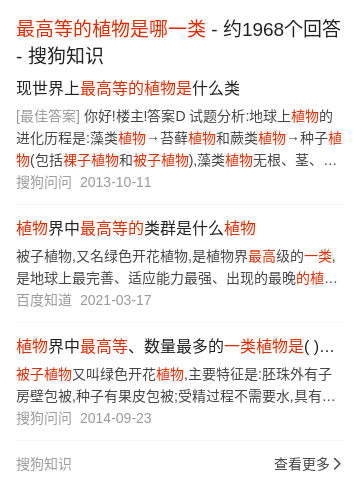 最高等的植物是哪一类 - 约1968个回答
- 搜狗知识
现世界上最高等的植物是什么类
[最佳答案] 你好!楼主!答案D 试题分析:地球上植物的
进化历程是:藻类植物→苔藓植物和蕨类植物→种子植
物(包括裸子植物和被子植物),藻类植物无根、茎、…
搜狗问问 2013-10-11
植物界中最高等的类群是什么植物
被子植物,又名绿色开花植物,是植物界最高级的一类,
是地球上最完善、适应能力最强、出现的最晚的植…
百度知道 2021-03-17
植物界中最高等、数量最多的一类植物是( )…
被子植物又叫绿色开花植物,主要特征是:胚珠外有子
房壁包被,种子有果皮包被;受精过程不需要水,具有…
搜狗问问 2014-09-23
搜狗知识 查看更多